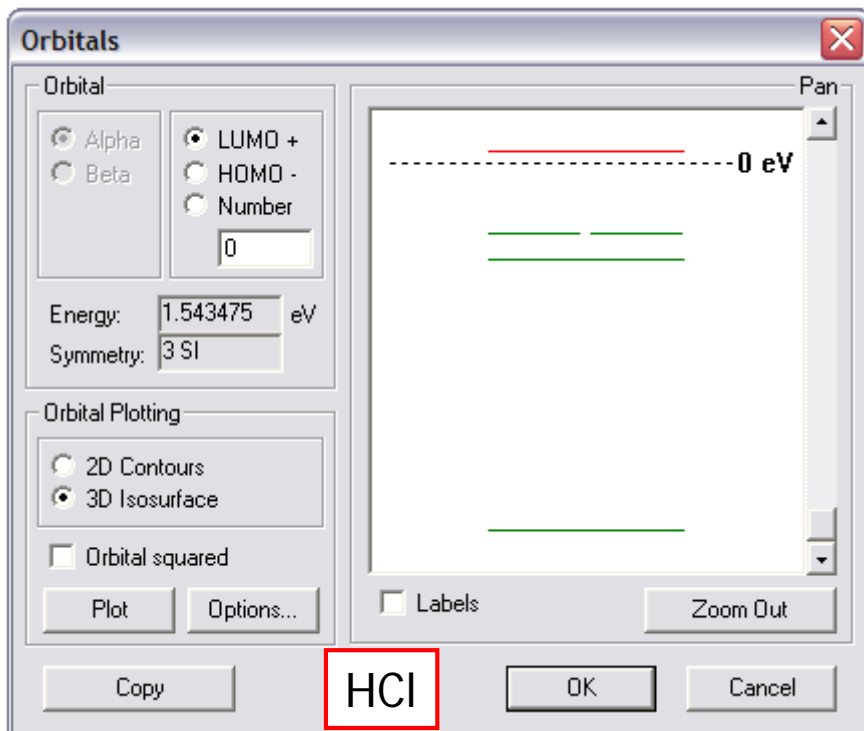 Orbitals
Orbital
Alpha
Beta
LUMO +
HOMO -
Number
0
Energy: 1.543475 eV
Symmetry: 3 SI
Orbital Plotting
2D Contours
3D Isosurface
Orbital squared
Plot
Options...
Pan
0 eV
Labels
Zoom Out
Copy
HCl
OK
Cancel